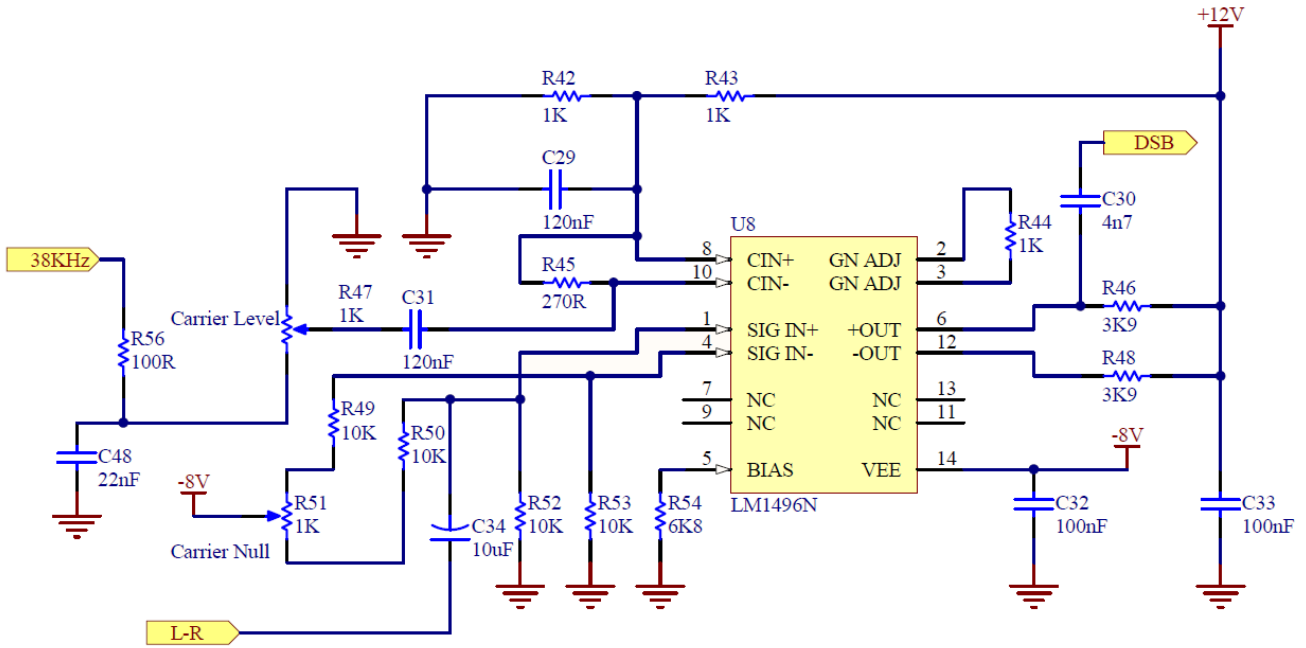 +12V
R42
1K
R43
1K
DSB
C29
120nF
C30
4n7
U8
R44
1K
38KHz
8 CIN+ GN ADJ 2
10 CIN- GN ADJ 3
R45
270R
R47
1K
C31
120nF
Carrier Level
R46
3K9
1 SIG IN+ +OUT 6
4 SIG IN- -OUT 12
R56
100R
R48
3K9
7 NC NC 13
9 NC NC 11
R49
10K
R50
10K
C48
22nF
-8V
-8V
5 BIAS VEE 14
LM1496N
R51
1K
C34
10uF
R52
10K
R53
10K
R54
6K8
C32
100nF
C33
100nF
Carrier Null
L-R